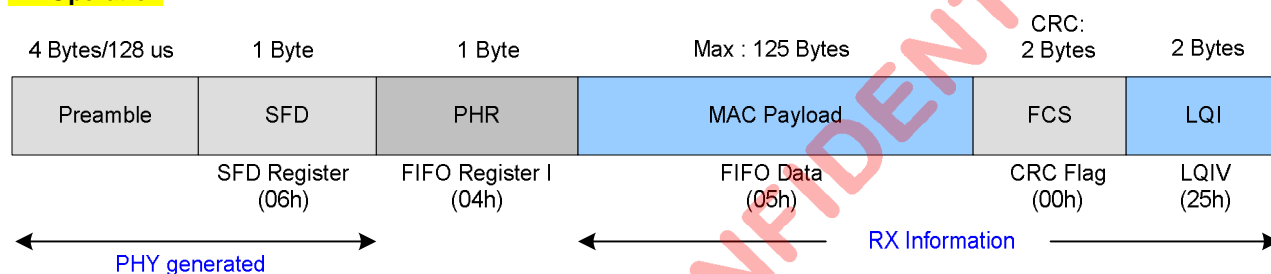 4 Bytes/128 us
1 Byte
1 Byte
Max : 125 Bytes
CRC:
2 Bytes
2 Bytes
Preamble
SFD
PHR
MAC Payload
FCS
LQI
SFD Register
(06h)
FIFO Register I
(04h)
FIFO Data
(05h)
CRC Flag
(00h)
LQIV
(25h)
PHY generated
RX Information